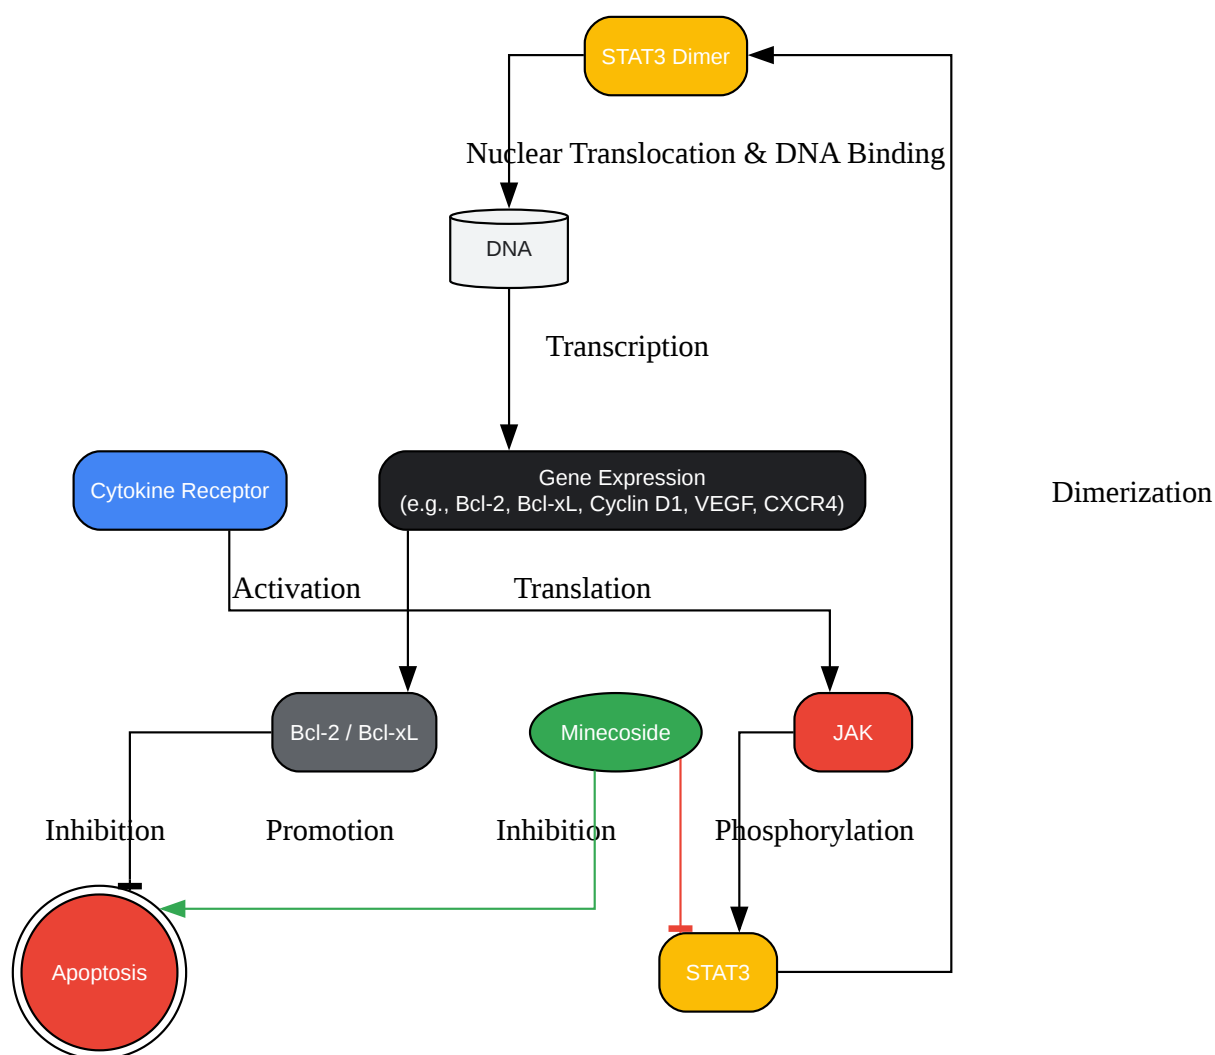 STAT3 Dimer
Nuclear Translocation & DNA Binding
DNA
Transcription
Cytokine Receptor
Gene Expression
(e.g., Bcl-2, Bcl-xL, Cyclin D1, VEGF, CXCR4)
Dimerization
Activation
Translation
Bcl-2 / Bcl-xL
Minecoside
JAK
Inhibition
Promotion
Inhibition
Phosphorylation
Apoptosis
STAT3